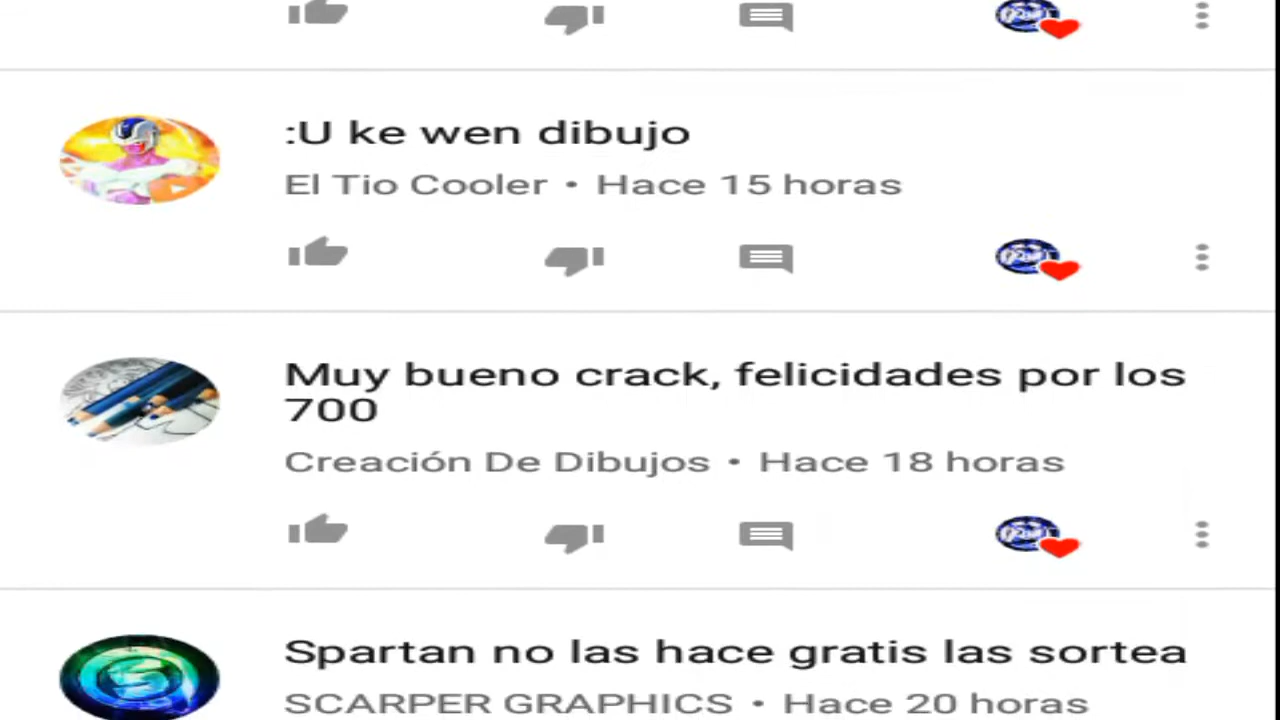 :U ke wen dibujo
El Tio Cooler • Hace 15 horas
Muy bueno crack, felicidades por los
700
Creación De Dibujos • Hace 18 horas
Spartan no las hace gratis las sortea
SCARPER GRAPHICS • Hace 20 horas